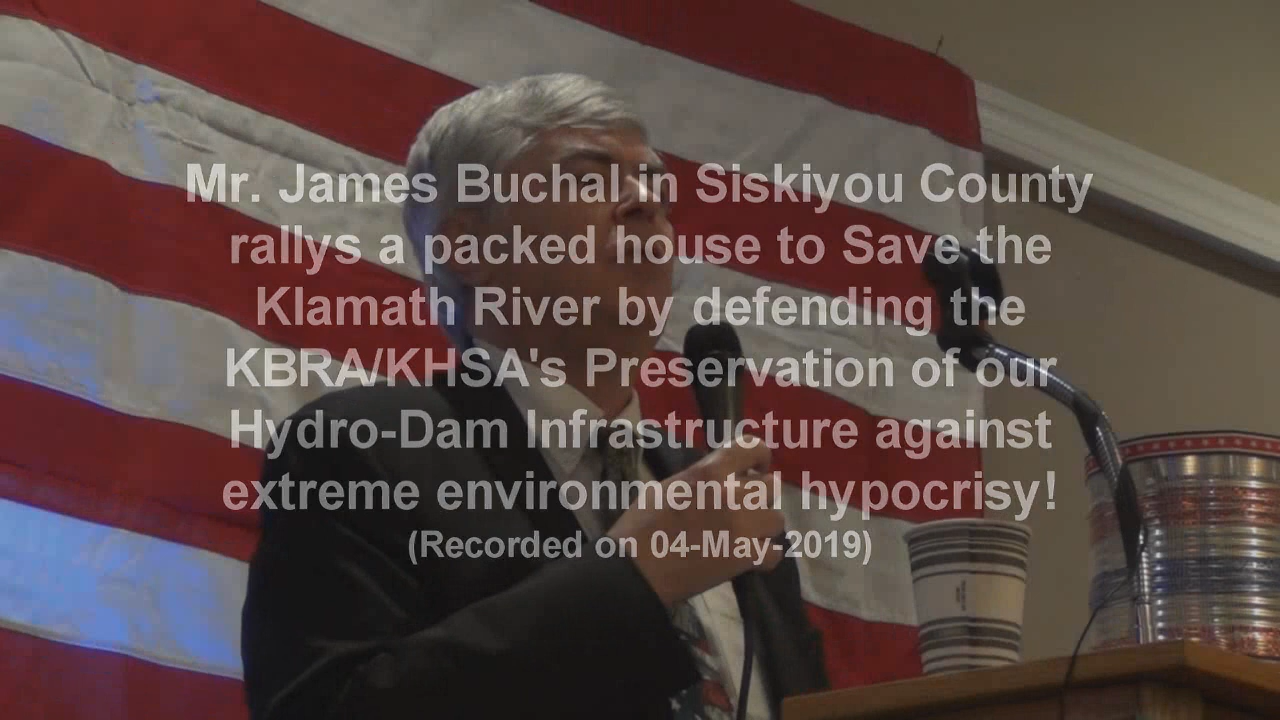 Mr. James Buchal in Siskiyou County
rallys a packed house to Save the
Klamath River by defending the
KBRA/KHSA's Preservation of our
Hydro-Dam Infrastructure against
extreme environmental hypocrisy!
(Recorded on 04-May-2019)